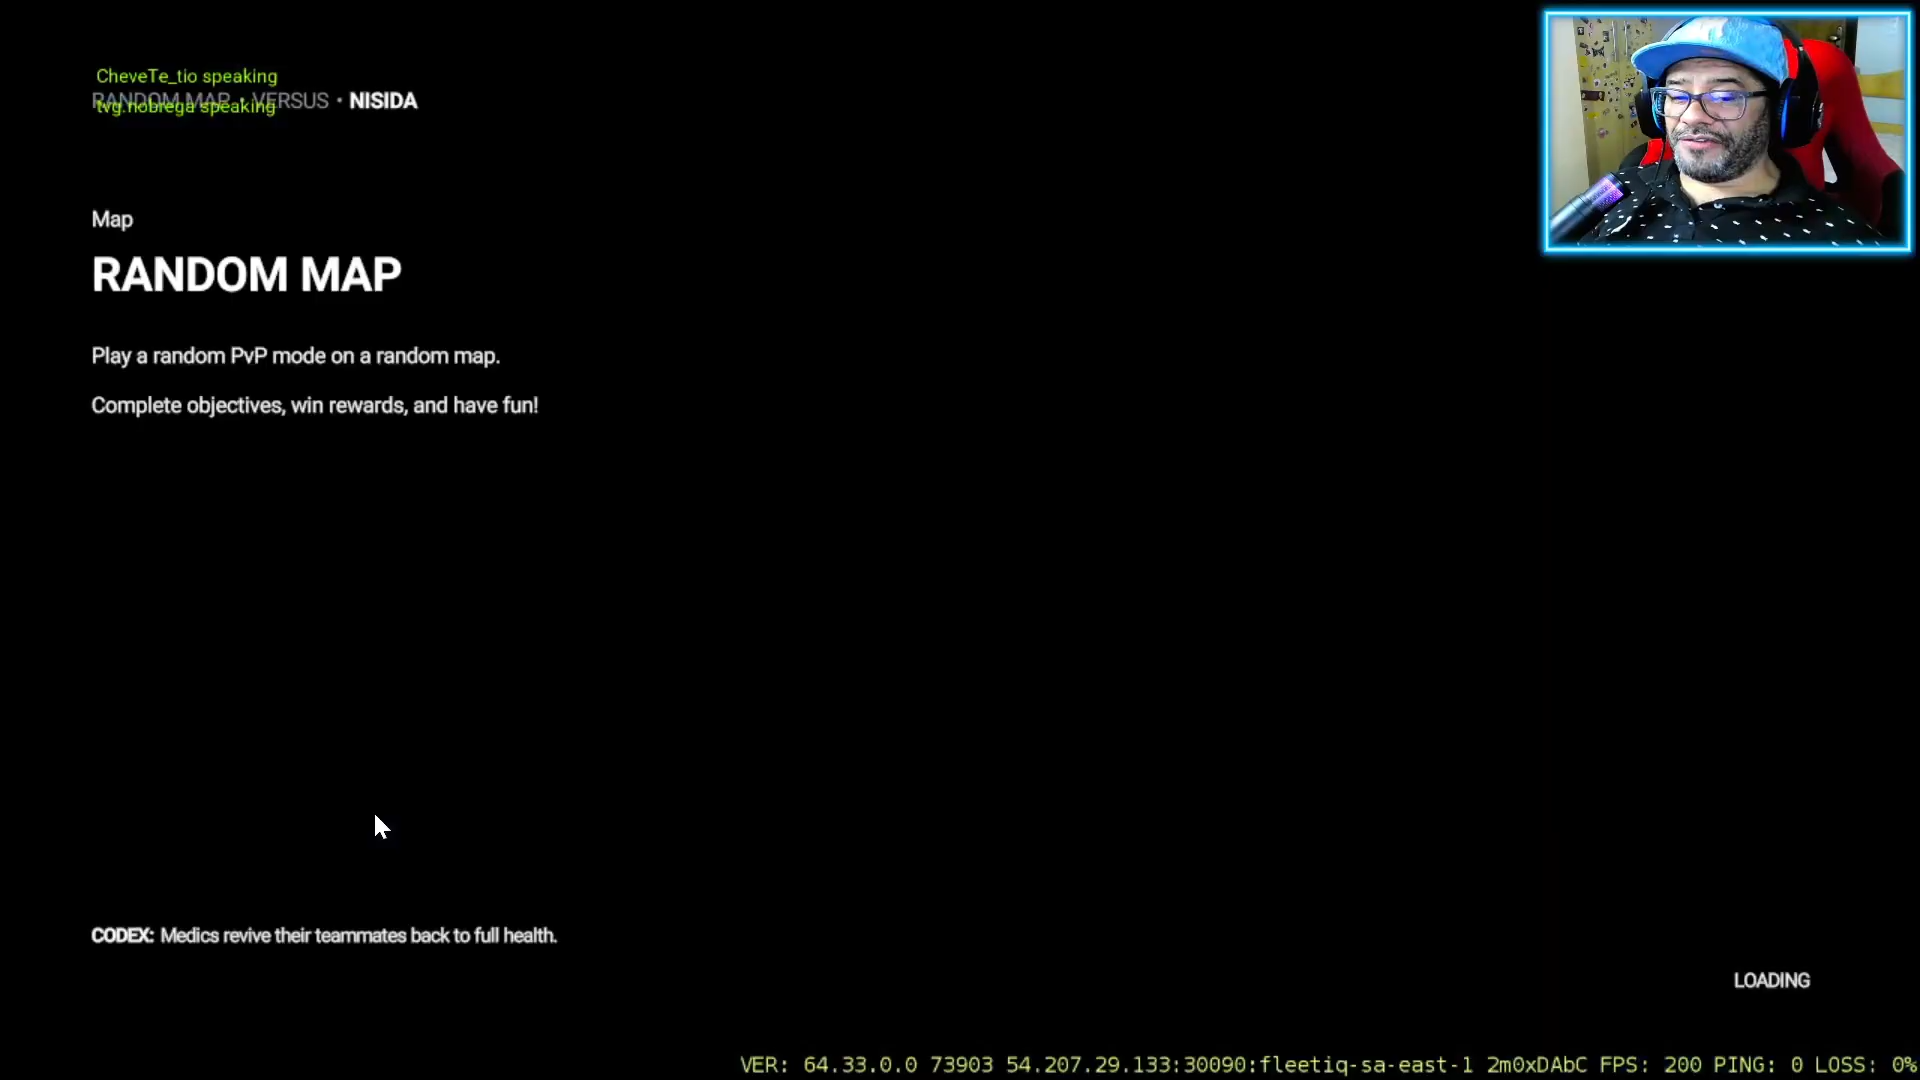 CheveTe_tio speaking
RANDOM MAP · VERSUS · NISIDA
tvg.nobrega speaking
Map
RANDOM MAP
Play a random PvP mode on a random map.
Complete objectives, win rewards, and have fun!
CODEX: Medics revive their teammates back to full health.
LOADING
VER: 64.33.0.0 73903 54.207.29.133:30090:fleetiq-sa-east-1 2m0xDAbC FPS: 200 PING: 0 LOSS: 0%